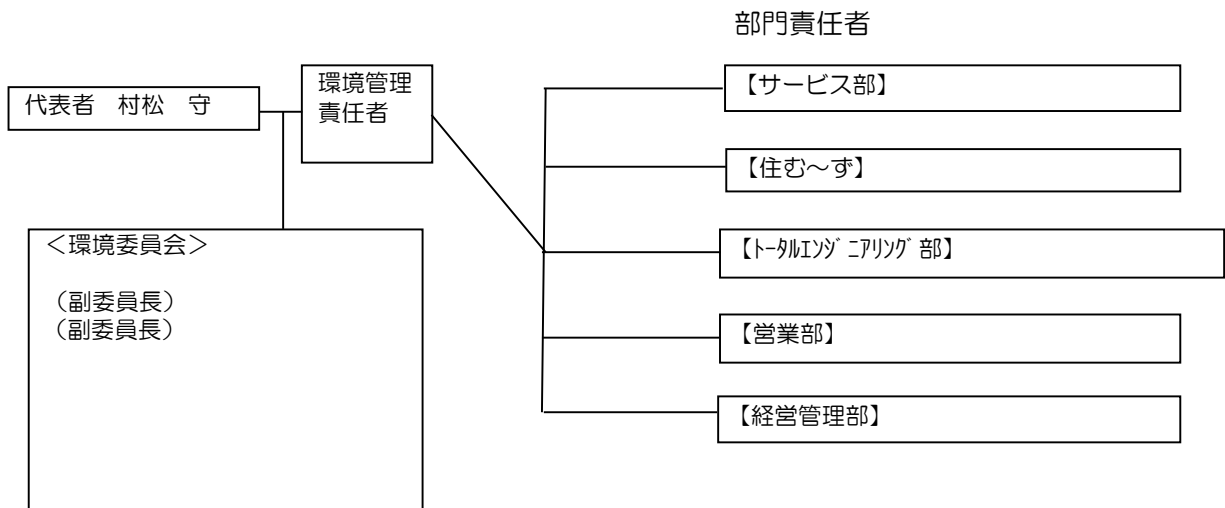 部門責任者
代表者　村松　守
環境管理
責任者
【サービス部】
【住む～ず】
【ﾄｰﾀﾙｴﾝｼﾞﾆｱﾘﾝｸﾞ部】
【営業部】
【経営管理部】
＜環境委員会＞
（副委員長）
（副委員長）